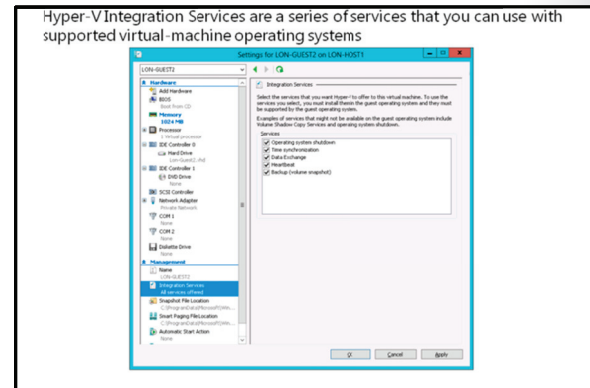 Hyper-V Integration Services are a series of services that you can use with
supported virtual-machine operating systems
Settings for LON-GUEST2 on LON-HOST1
LON-GUEST2
Hardware
Add Hardware
BIOS
Boot from CD
Memory
1024 MB
Processor
1 Virtual processor
IDE Controller 0
Hard Drive
Lon-Guest2.vhd
IDE Controller 1
DVD Drive
None
SCSI Controller
Network Adapter
Private Network
COM 1
None
COM 2
None
Diskette Drive
None
Management
Name
LON-GUEST2
Integration Services
All services offered
Snapshot File Location
C:\ProgramData\Microsoft\Win...
Smart Paging File Location
C:\ProgramData\Microsoft\Win...
Automatic Start Action
None
Integration Services
Select the services that you want Hyper-V to offer to this virtual machine. To use the
services you select, you must install them in the guest operating system and they must
be supported by the guest operating system.
Examples of services that might not be available on the guest operating system include
Volume Shadow Copy Services and operating system shutdown.
Services
Operating system shutdown
Time synchronization
Data Exchange
Heartbeat
Backup (volume snapshot)
Cancel
Apply